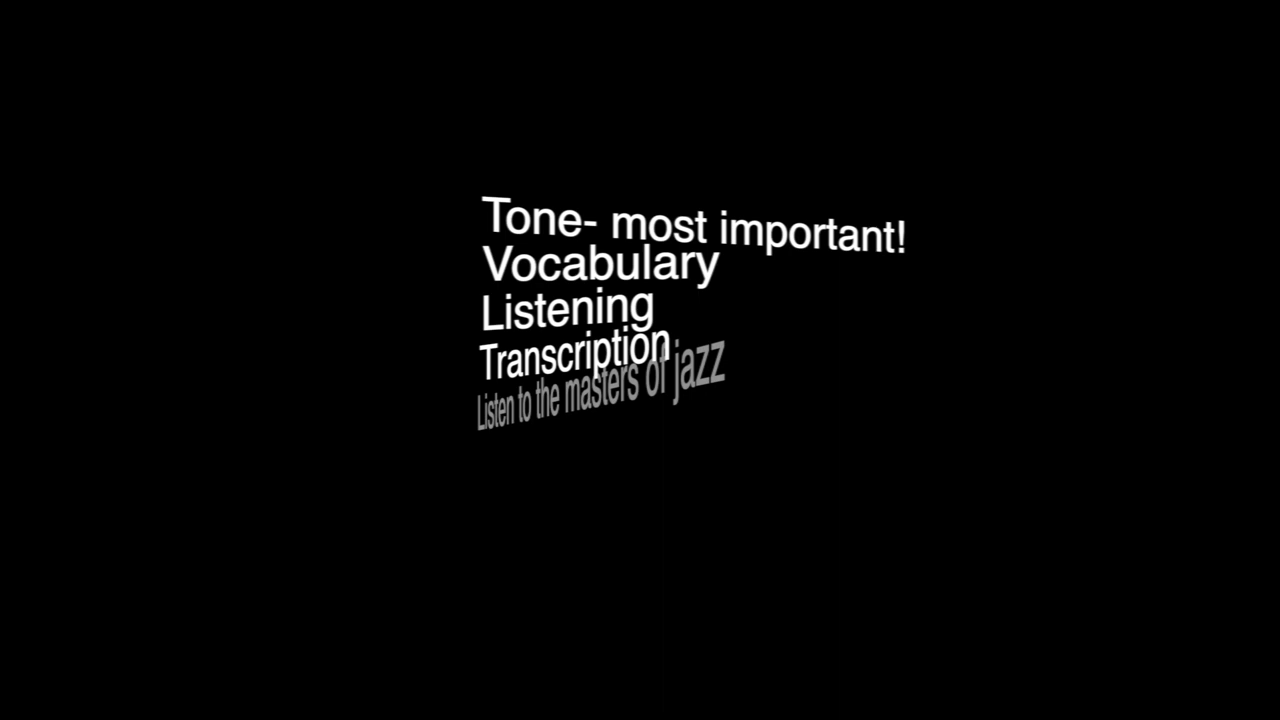 Tone- most important!
Vocabulary
Listening
Transcription
Listen to the masters of jazz